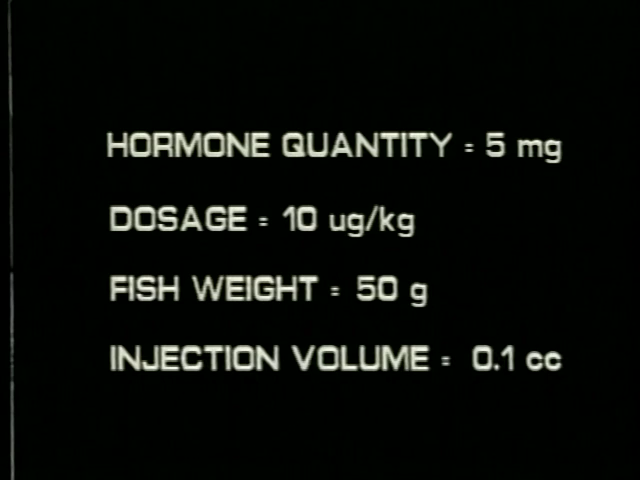 HORMONE QUANTITY = 5 mg
DOSAGE = 10 ug/kg
FISH WEIGHT = 50 g
INJECTION VOLUME = 0.1 cc